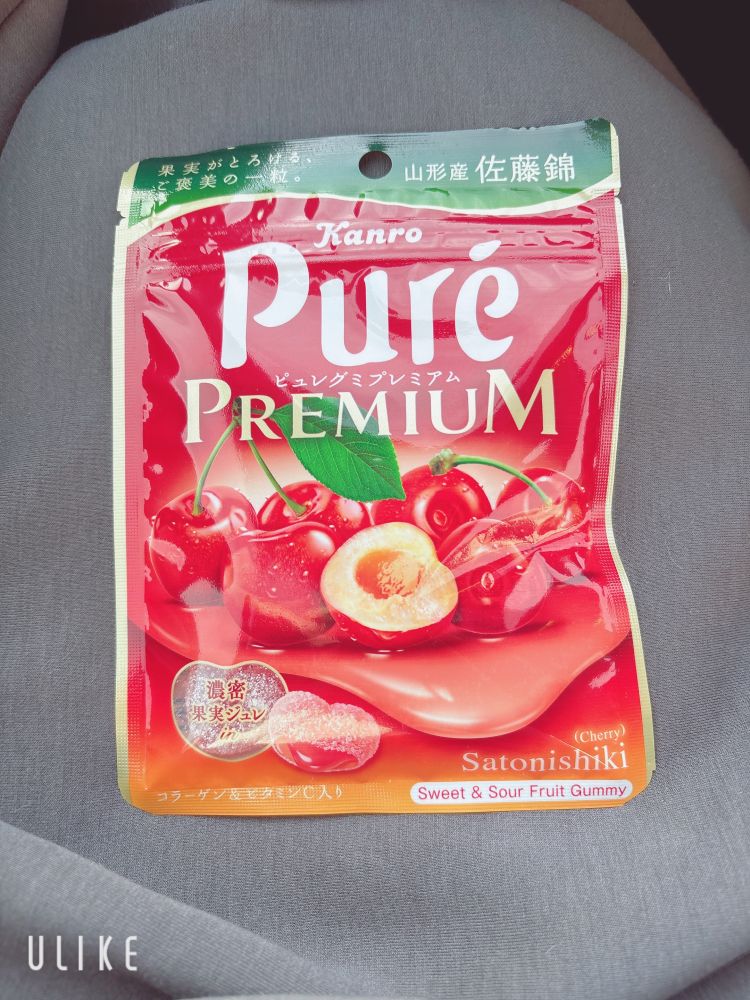 果実がとろける、
ご褒美の一粒。
山形産 佐藤錦
Kanro
Puré
ピュレグミプレミアム
PREMIUM
濃密
果実ジュレ
in
(Cherry)
Satonishiki
コラーゲン&ビタミンC入り
Sweet & Sour Fruit Gummy
ULIKE